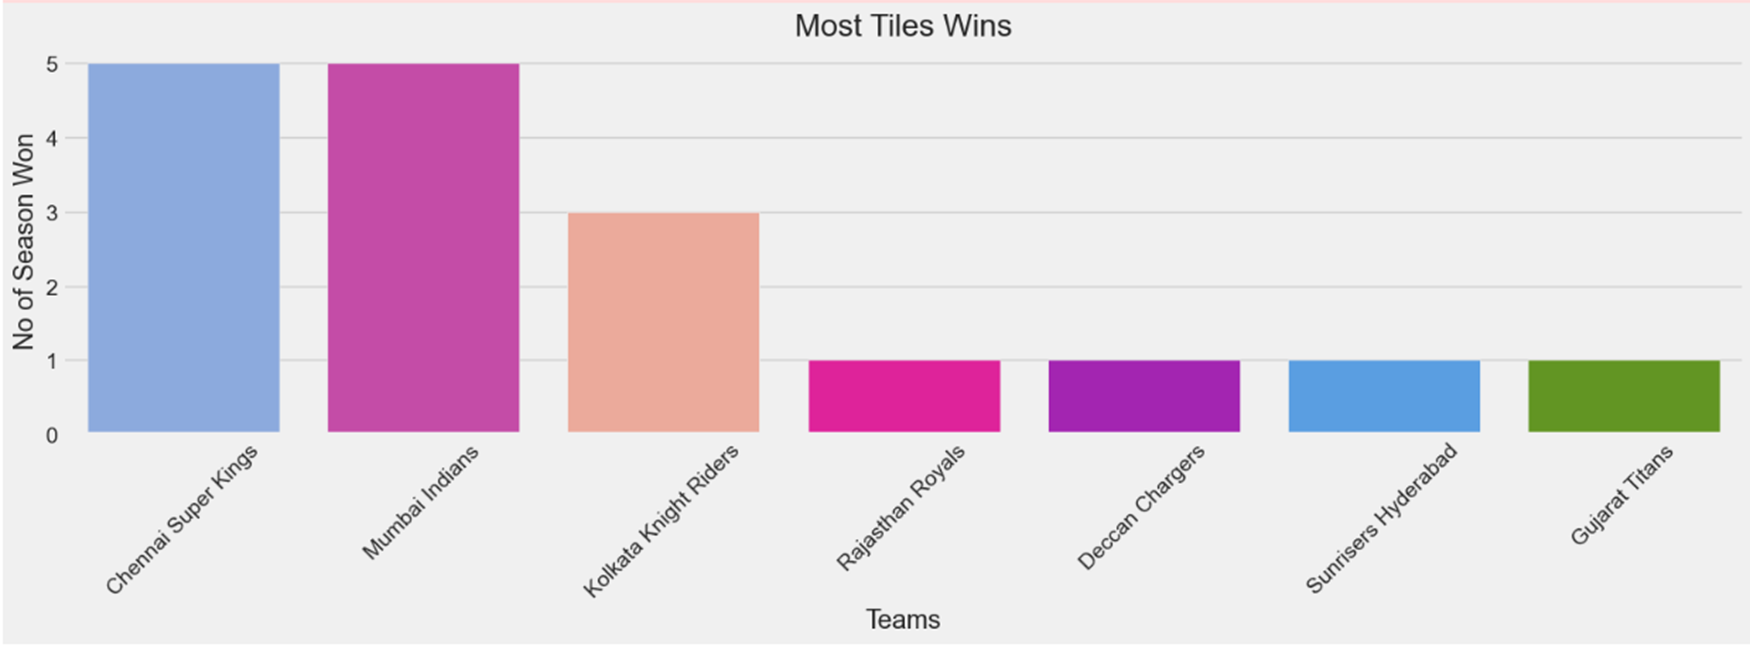 Most Tiles Wins
No of Season Won
5
4
3
2
1
0
Chennai Super Kings
Mumbai Indians
Kolkata Knight Riders
Rajasthan Royals
Deccan Chargers
Sunrisers Hyderabad
Gujarat Titans
Teams